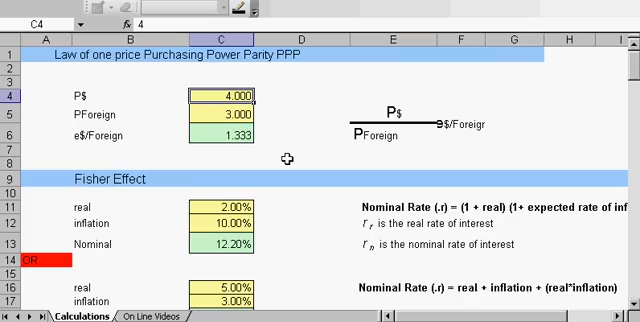 C4 fx 4
A B C D E F G H I
1 Law of one price Purchasing Power Parity PPP
2
3
4 P$ 4.000
5 PForeign 3.000 P$
e$/Foreign
6 e$/Foreign 1.333 PForeign
7
8
9 Fisher Effect
10
11 real 2.00% Nominal Rate (.r) = (1 + real) (1+ expected rate of inf
12 inflation 10.00% r r is the real rate of interest
13 Nominal 12.20% r n is the nominal rate of interest
14 OR
15
16 real 5.00% Nominal Rate (.r) = real + inflation + (real*inflation)
17 inflation 3.00%
Calculations On Line Videos